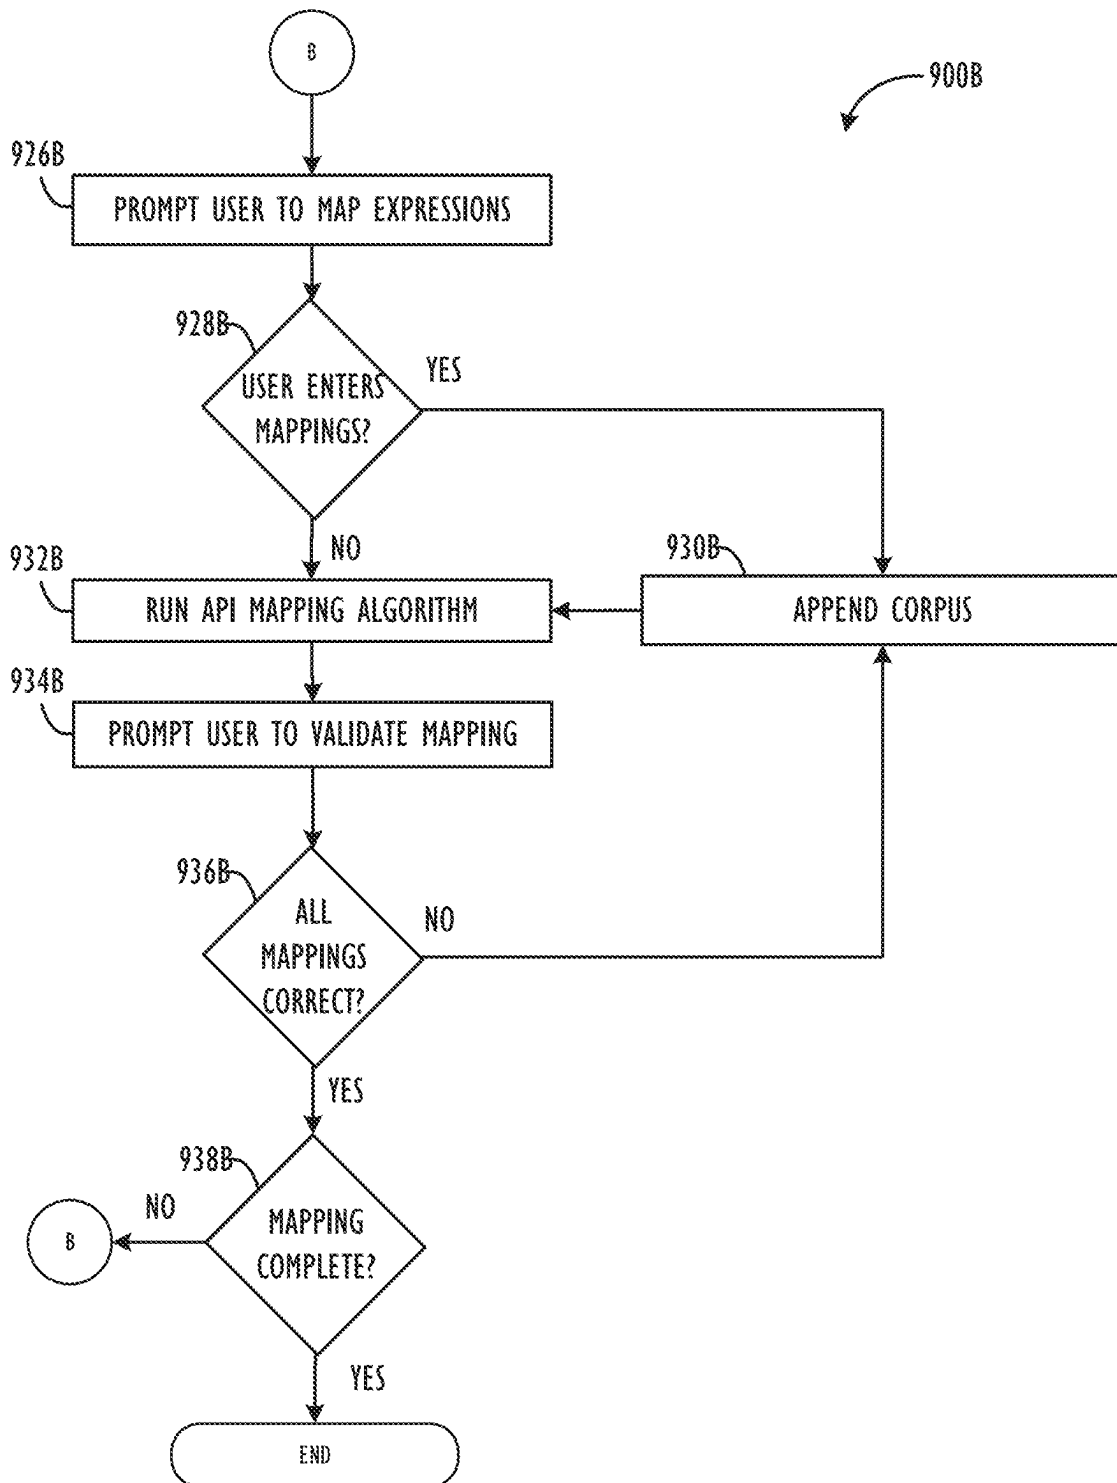 B
900B
926B
PROMPT USER TO MAP EXPRESSIONS
928B
USER ENTERS
MAPPINGS?
YES
NO
932B
RUN API MAPPING ALGORITHM
930B
APPEND CORPUS
934B
PROMPT USER TO VALIDATE MAPPING
936B
ALL
MAPPINGS
CORRECT?
NO
YES
938B
MAPPING
COMPLETE?
NO
B
YES
END